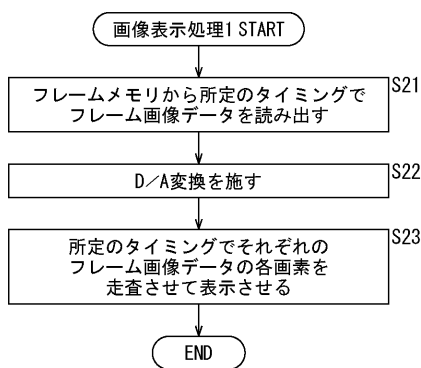 画像表示処理1 START
フレームメモリから所定のタイミングで
フレーム画像データを読み出す
S21
D/A変換を施す
S22
所定のタイミングでそれぞれの
フレーム画像データの各画素を
走査させて表示させる
S23
END